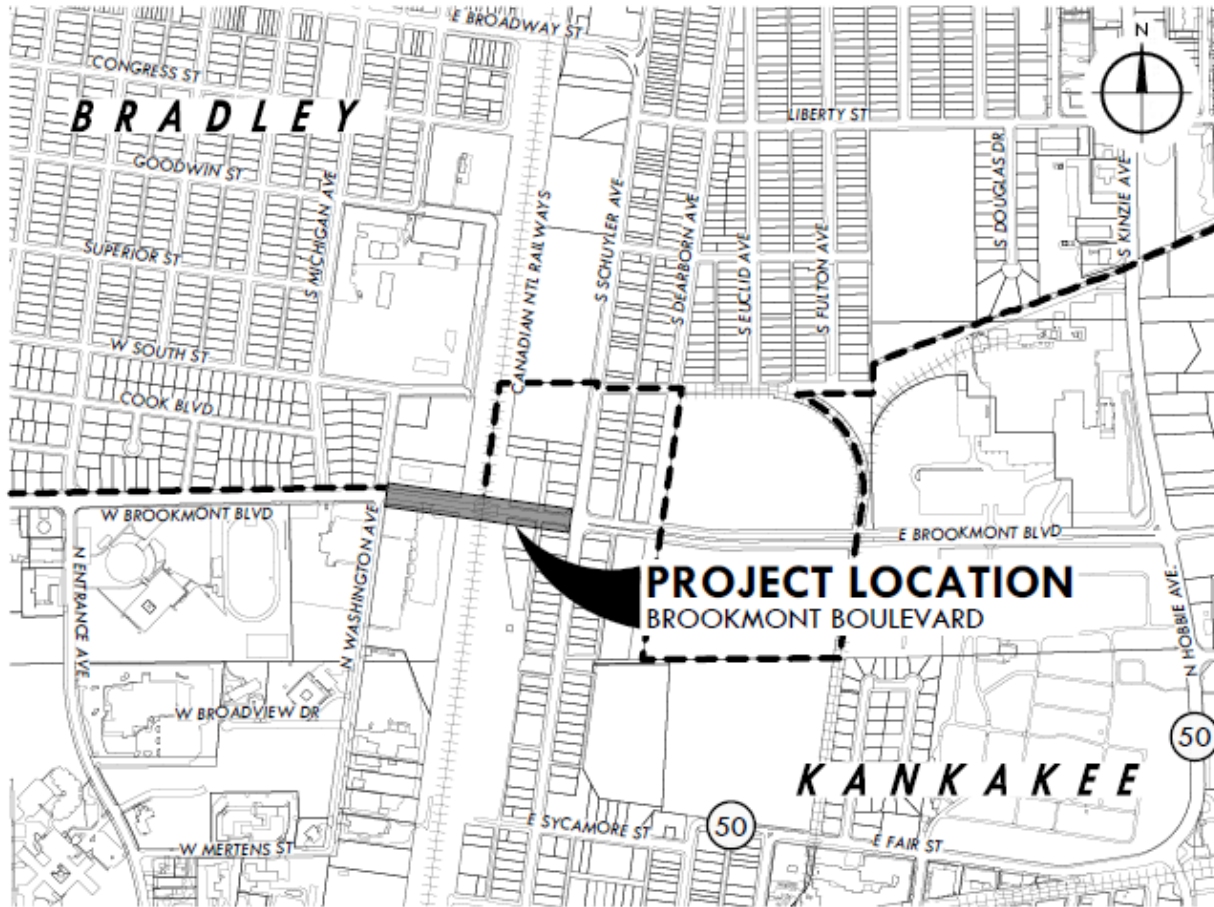 E BROADWAY ST
N
CONGRESS ST
BRADLEY
LIBERTY ST
GOODWIN ST
S MICHIGAN AVE
CANADIAN NTL RAILWAYS
S SCHUYLER AVE
S DEARBORN AVE
S EUCLID AVE
S FULTON AVE
S DOUGLAS DR
S KINZIE AVE
SUPERIOR ST
W SOUTH ST
COOK BLVD
W BROOKMONT BLVD
E BROOKMONT BLVD
N ENTRANCE AVE.
N WASHINGTON AVE
PROJECT LOCATION
BROOKMONT BOULEVARD
N HOBBIE AVE.
W BROADVIEW DR
50
KANKAKEE
E SYCAMORE ST
50
E FAIR ST
W MERTENS ST